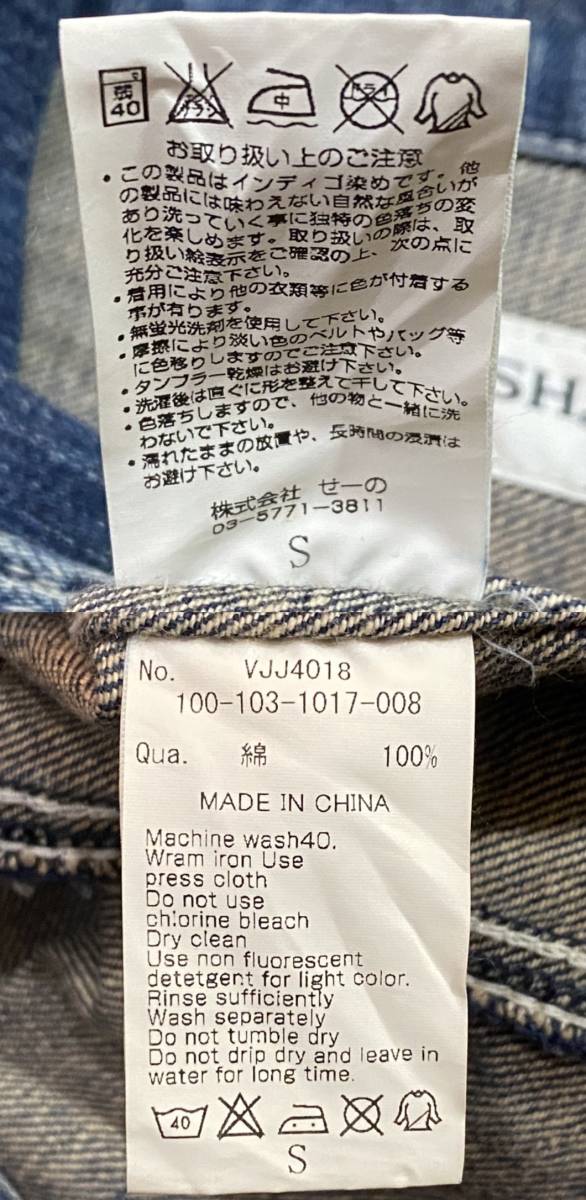 弱
40
エンソ
サラシ
中
ドライ
お取り扱い上のご注意
・この製品はインディゴ染めです。他
の製品には味わえない自然な風合いが
あり洗っていく事に独特の色落ちの変
化を楽しめます。取り扱いの際は、取
り扱い絵表示をご確認の上、次の点に
充分ご注意下さい。
・着用により他の衣類等に色が付着する
事が有ります。
・無蛍光洗剤を使用して下さい。
・摩擦により淡い色のベルトやバッグ等
に色移りしますのでご注意下さい。
・タンブラー乾燥はお避け下さい。
・洗濯後は直ぐに形を整えて干して下さい。
・色落ちしますので、他の物と一緒に洗
わないで下さい。
・濡れたままの放置や、長時間の浸漬は
お避け下さい。
株式会社 せーの
03-5771-3811
S
SH
No. VJJ4018
100-103-1017-008
Qua. 綿 100%
MADE IN CHINA
Machine wash40.
Wram iron Use
press cloth
Do not use
chlorine bleach
Dry clean
Use non fluorescent
detetgent for light color.
Rinse sufficiently
Wash separately
Do not tumble dry
Do not drip dry and leave in
water for long time.
40
S